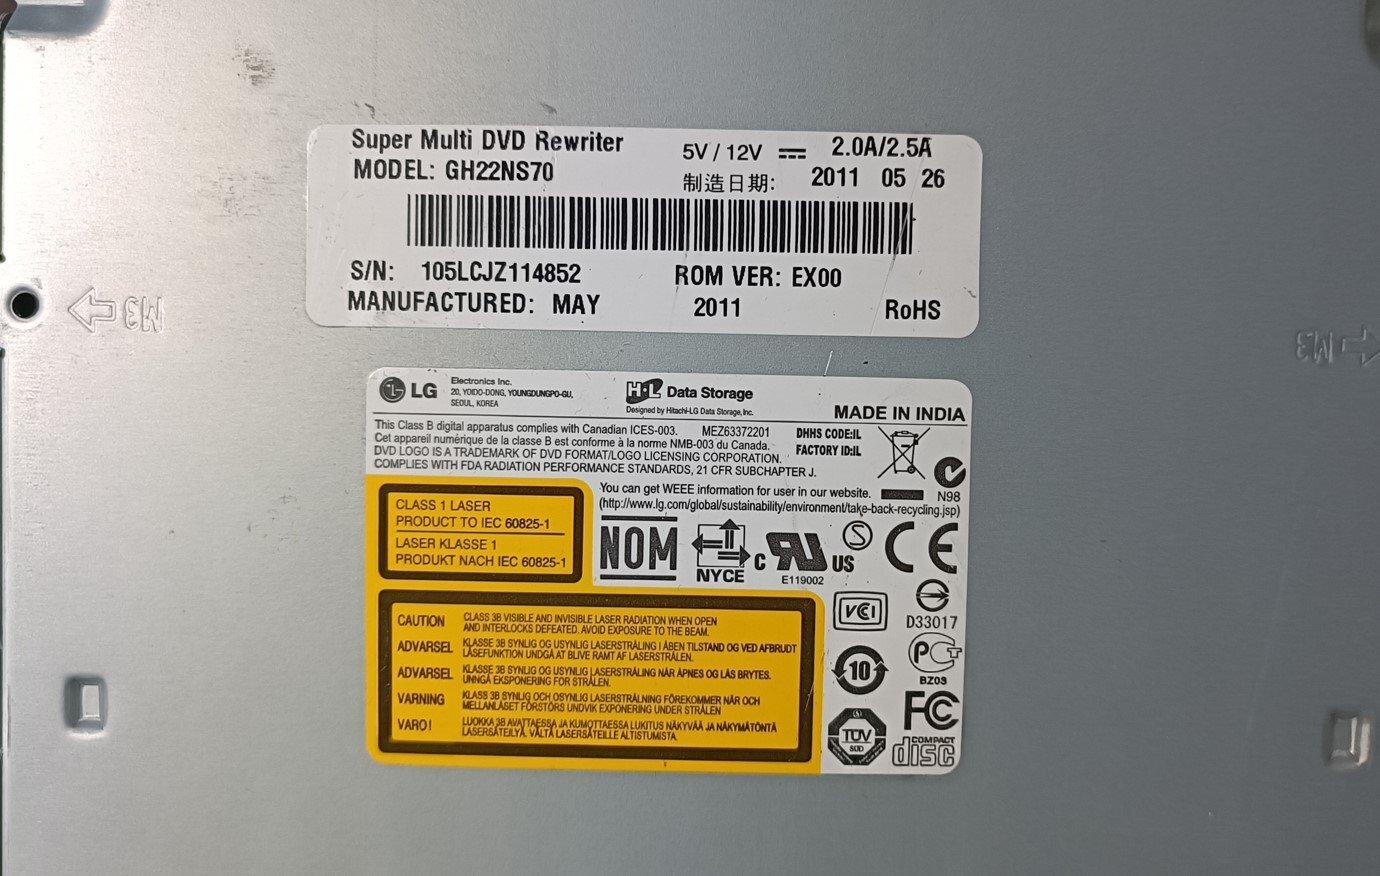 Super Multi DVD Rewriter
MODEL: GH22NS70
5V / 12V 2.0A/2.5A
制造日期: 2011 05 26
S/N: 105LCJZ114852
ROM VER: EX00
MANUFACTURED: MAY 2011
RoHS
M3
M3
LG
Electronics Inc.
20, YOIDO-DONG, YOUNGDUNGPO-GU,
SEOUL, KOREA
HL Data Storage
Designed by Hitachi-LG Data Storage, Inc.
MADE IN INDIA
This Class B digital apparatus complies with Canadian ICES-003. MEZ63372201
Cet appareil numérique de la classe B est conforme à la norme NMB-003 du Canada.
DVD LOGO IS A TRADEMARK OF DVD FORMAT/LOGO LICENSING CORPORATION.
COMPLIES WITH FDA RADIATION PERFORMANCE STANDARDS, 21 CFR SUBCHAPTER J.
DHHS CODE:IL
FACTORY ID:IL
N98
You can get WEEE information for user in our website.
(http://www.lg.com/global/sustainability/environment/take-back-recycling.jsp)
CLASS 1 LASER
PRODUCT TO IEC 60825-1
LASER KLASSE 1
PRODUKT NACH IEC 60825-1
NOM
NYCE
C RU US
E119002
S
CE
VCI
D33017
10
PCT
BZ03
FC
TÜV
SÜD
COMPACT
disc
CAUTION CLASS 3B VISIBLE AND INVISIBLE LASER RADIATION WHEN OPEN
AND INTERLOCKS DEFEATED. AVOID EXPOSURE TO THE BEAM.
ADVARSEL KLASSE 3B SYNLIG OG USYNLIG LASERSTRÅLING I ÅBEN TILSTAND OG VED AFBRUDT
LÅSEFUNKTION UNDGÅ AT BLIVE RAMT AF LASERSTRÅLEN.
ADVARSEL KLASSE 3B SYNLIG OG USYNLIG LASERSTRÅLING NÅR ÅPNES OG LÅS BRYTES.
UNNGÅ EKSPONERING FOR STRÅLEN.
VARNING KLASS 3B SYNLIG OCH OSYNLIG LASERSTRÅLNING FÖREKOMMER NÄR OCH
MELLANLÅSET FÖRSTÖRS UNDVIK EXPONERING UNDER STRÅLEN
VARO! LUOKKA 3B AVATTAESSA JA KUMOTTAESSA LUKITUS NÄKYVÄÄ JA NÄKYMÄTÖNTÄ
LASERSÄTEILYÄ. VÄLTÄ LASERSÄTEILLE ALTISTUMISTA.